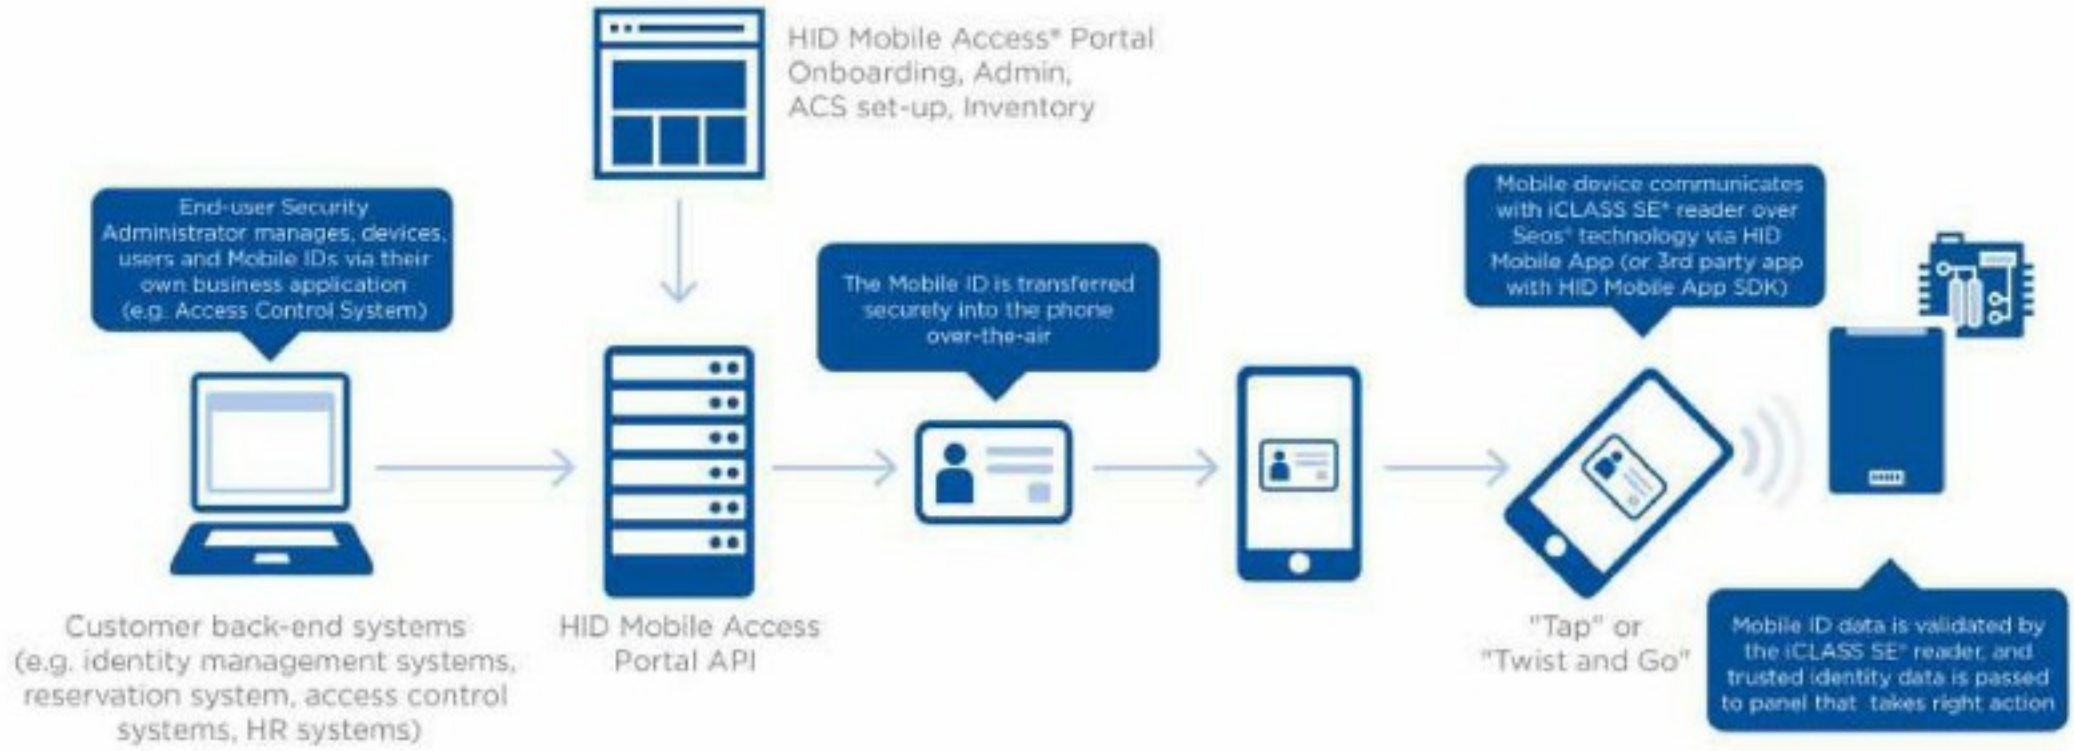 HID Mobile Access® Portal
Onboarding, Admin,
ACS set-up, Inventory
End-user Security
Administrator manages, devices,
users and Mobile IDs via their
own business application
(e.g. Access Control System)
The Mobile ID is transferred
securely into the phone
over-the-air
Mobile device communicates
with iCLASS SE® reader over
Seos® technology via HID
Mobile App (or 3rd party app
with HID Mobile App SDK)
Customer back-end systems
(e.g. identity management systems,
reservation system, access control
systems, HR systems)
HID Mobile Access
Portal API
"Tap" or
"Twist and Go"
Mobile ID data is validated by
the iCLASS SE® reader, and
trusted identity data is passed
to panel that takes right action